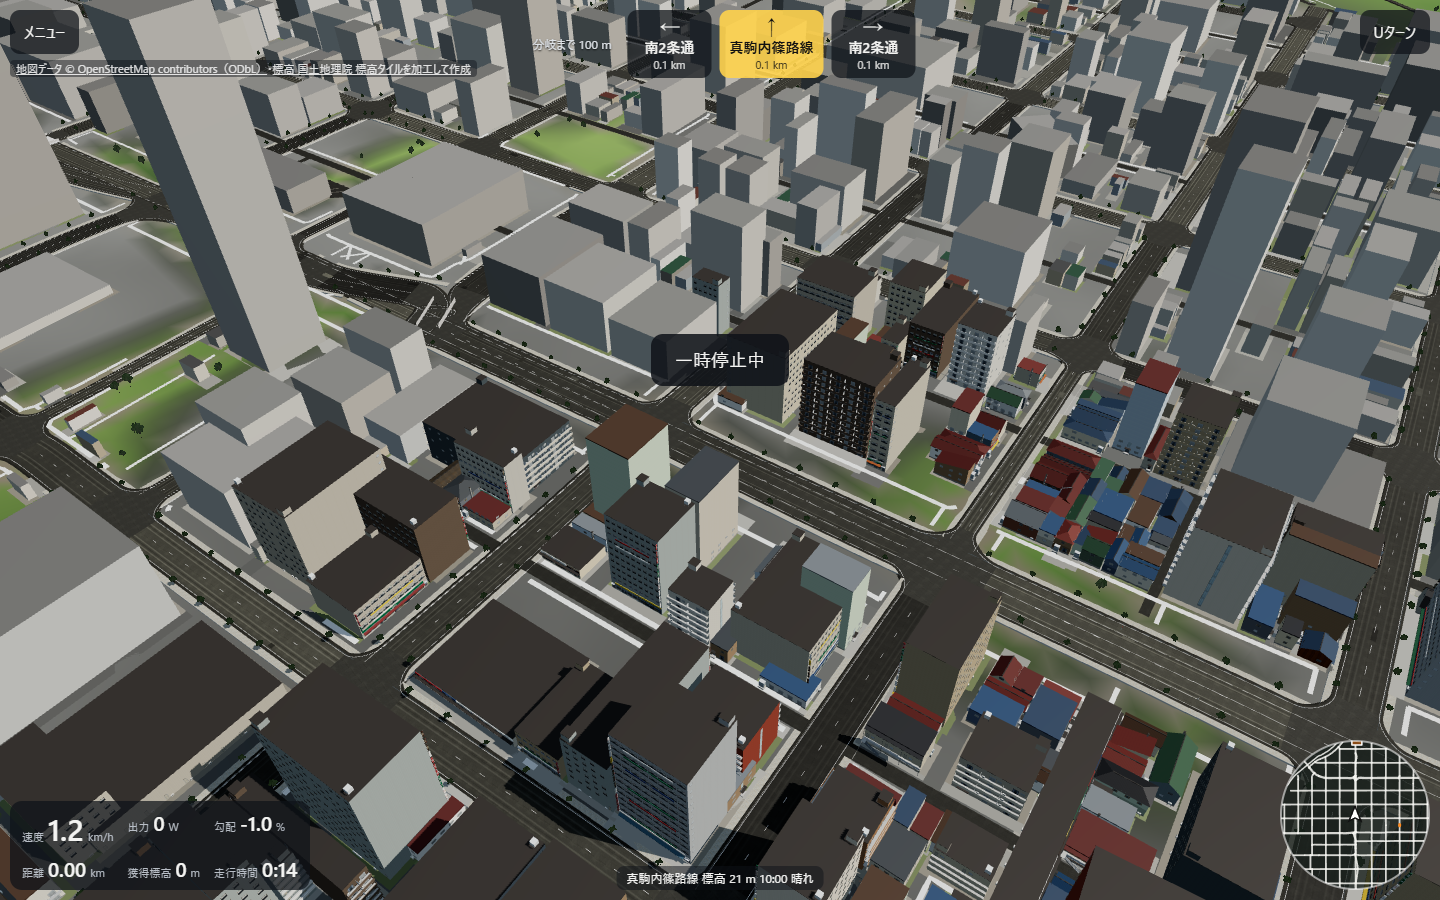 メニュー
分岐まで 100 m
←
南2条通
0.1 km
↑
真駒内篠路線
0.1 km
→
南2条通
0.1 km
Uターン
地図データ © OpenStreetMap contributors（ODbL）・標高 国土地理院 標高タイルを加工して作成
一時停止中
速度 1.2 km/h 出力 0 W 勾配 -1.0 %
距離 0.00 km 獲得標高 0 m 走行時間 0:14
真駒内篠路線 標高 21 m 10:00 晴れ